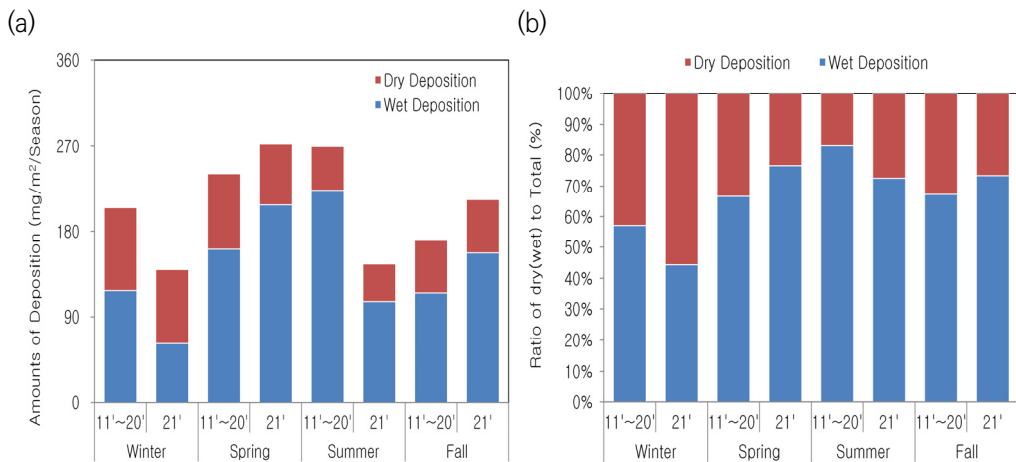 (a)
Amounts of Deposition (mg/m²/Season)
360
270
180
90
0
Dry Deposition
Wet Deposition
11'~20' 21' 11'~20' 21' 11'~20' 21' 11'~20' 21'
Winter Spring Summer Fall
(b)
Dry Deposition Wet Deposition
Ratio of dry(wet) to Total (%)
100%
90%
80%
70%
60%
50%
40%
30%
20%
10%
0%
11'~20' 21' 11'~20' 21' 11'~20' 21' 11'~20' 21'
Winter Spring Summer Fall